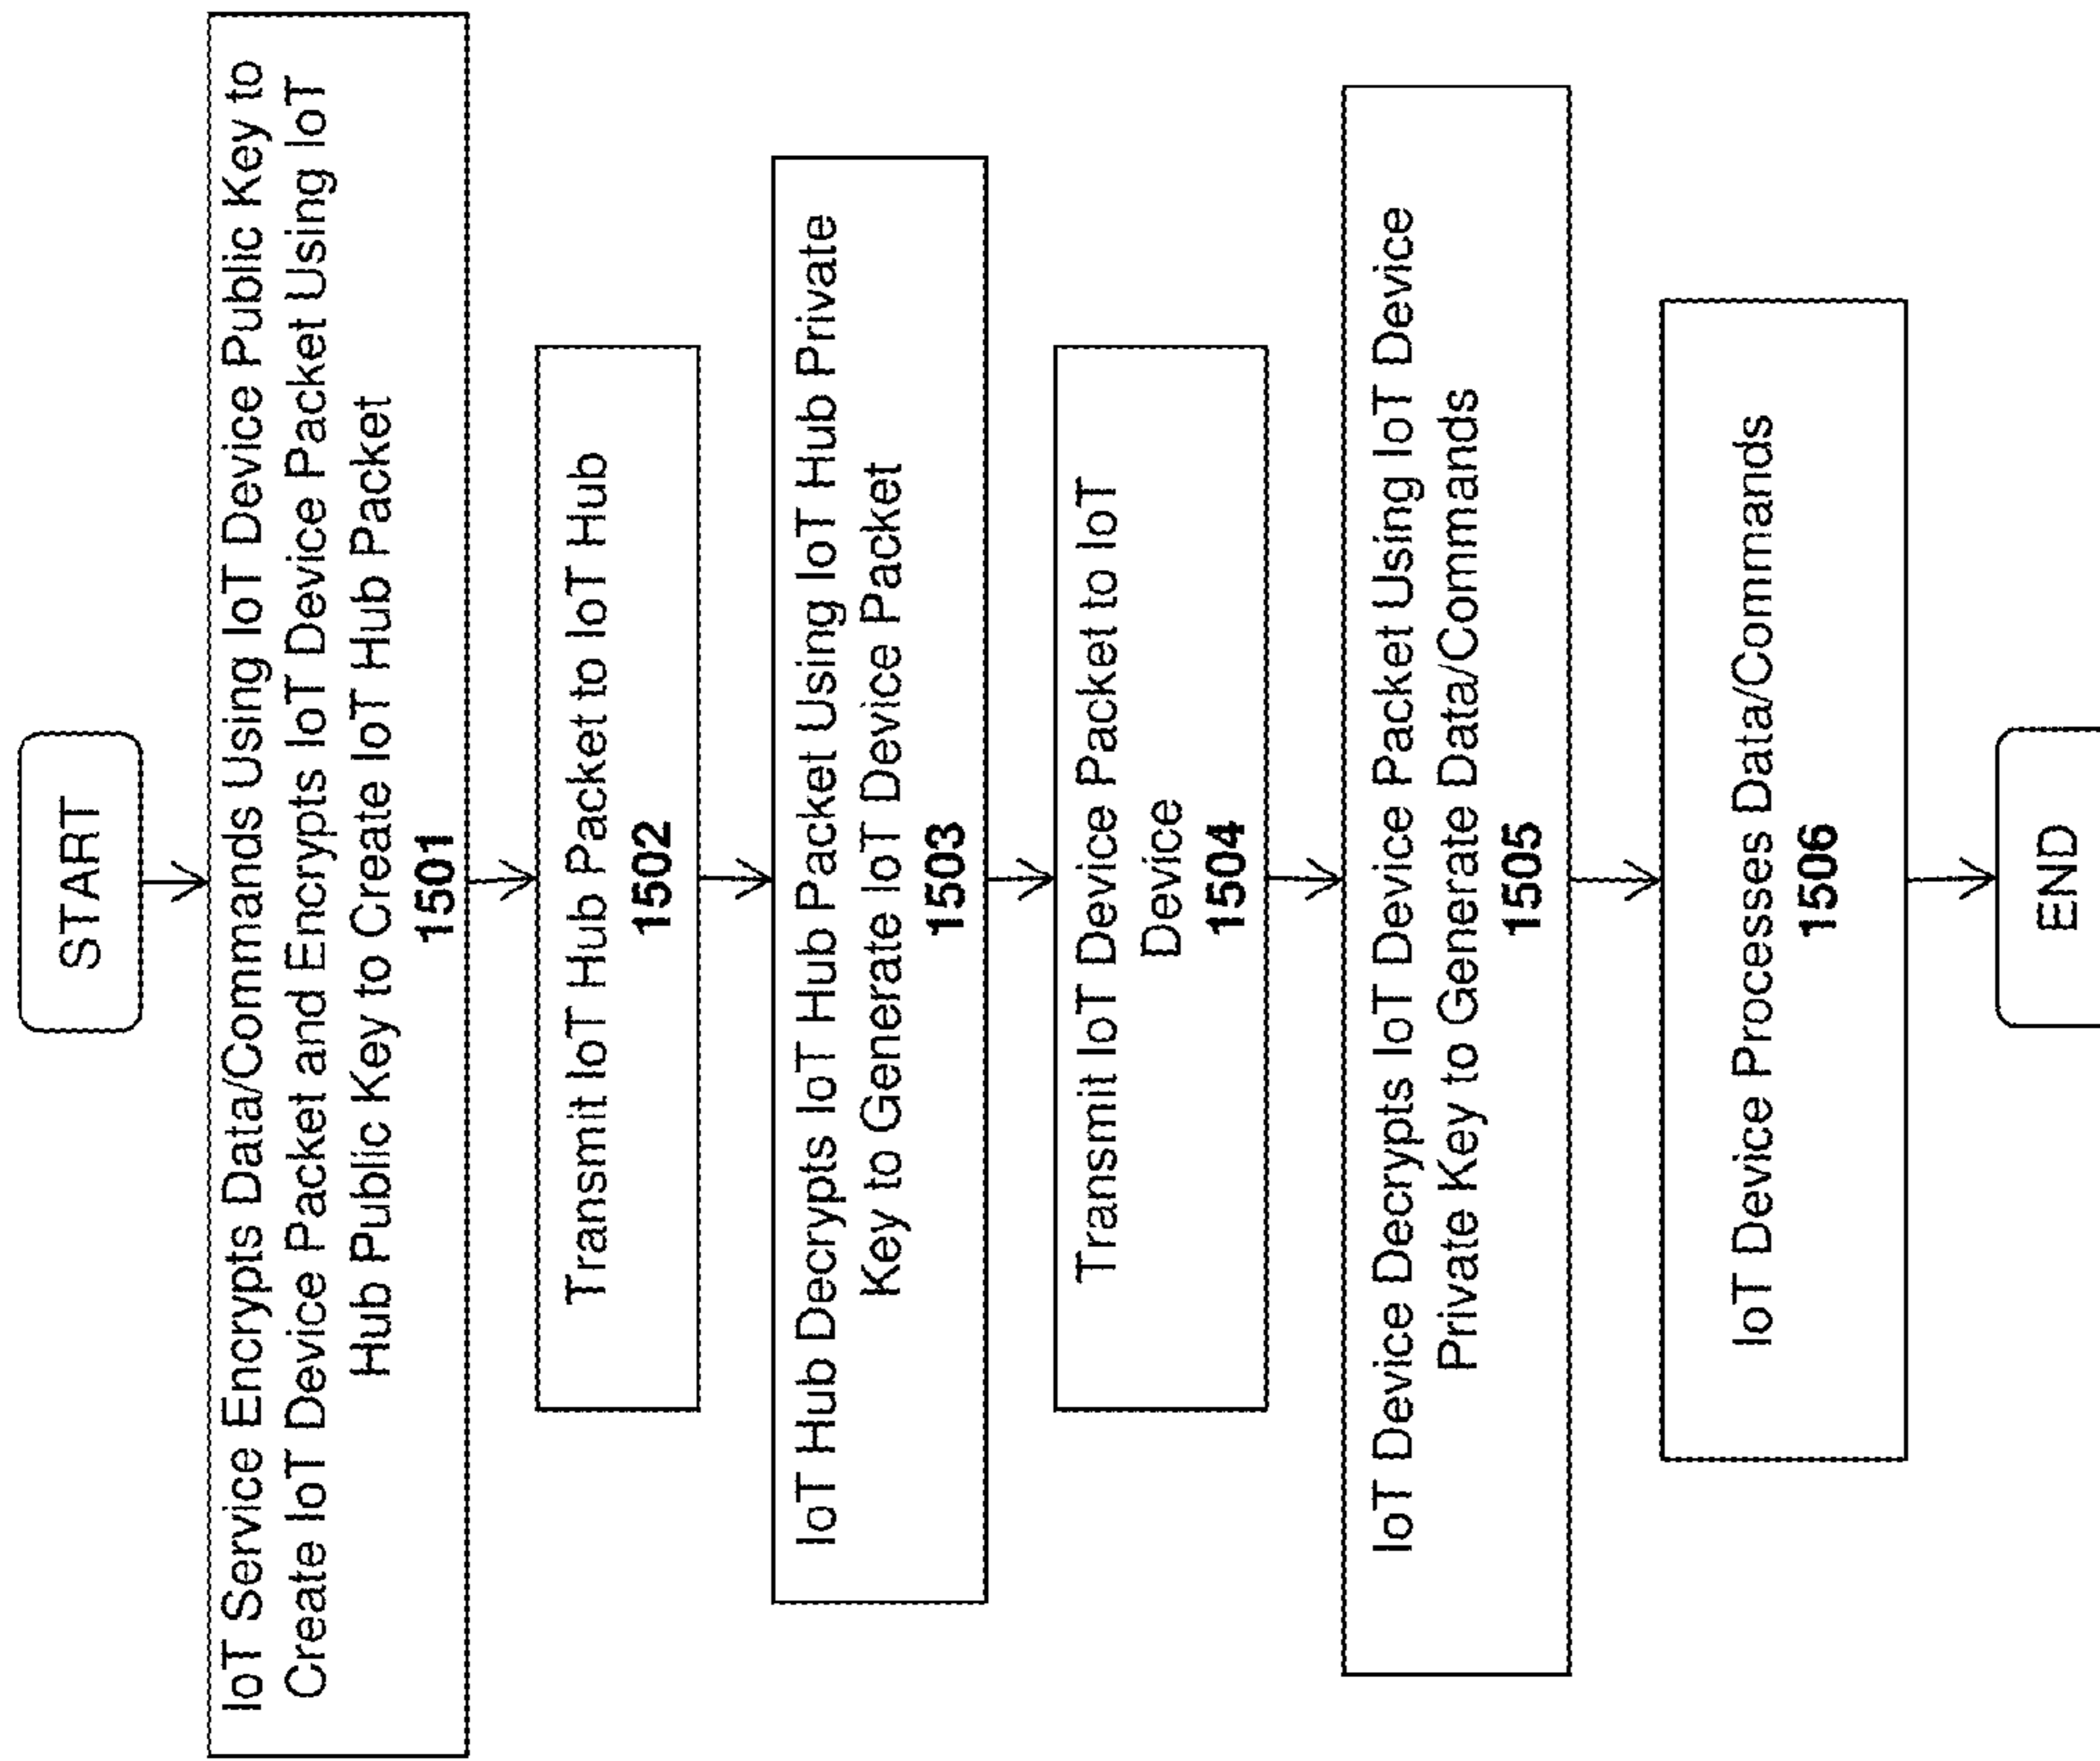 START
IoT Service Encrypts Data/Commands Using IoT Device Public Key to
Create IoT Device Packet and Encrypts IoT Device Packet Using IoT
Hub Public Key to Create IoT Hub Packet
1501
Transmit IoT Hub Packet to IoT Hub
1502
IoT Hub Decrypts IoT Hub Packet Using IoT Hub Private
Key to Generate IoT Device Packet
1503
Transmit IoT Device Packet to IoT
Device
1504
IoT Device Decrypts IoT Device Packet Using IoT Device
Private Key to Generate Data/Commands
1505
IoT Device Processes Data/Commands
1506
END